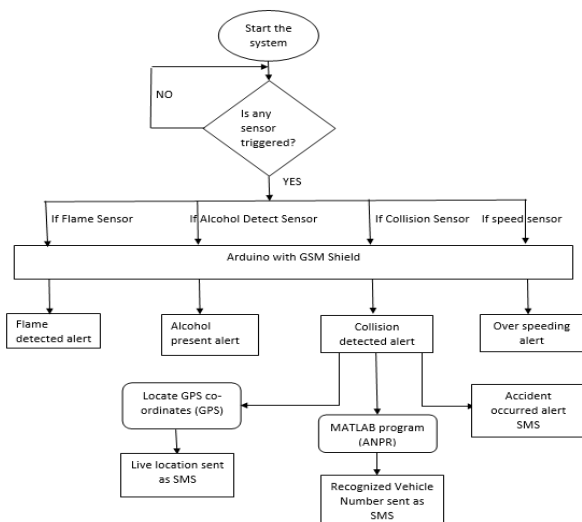 Start the
system
NO
Is any
sensor
triggered?
YES
If Flame Sensor
If Alcohol Detect Sensor
If Collision Sensor
If speed sensor
Arduino with GSM Shield
Flame
detected alert
Alcohol
present alert
Collision
detected alert
Over speeding
alert
Locate GPS co-
ordinates (GPS)
MATLAB program
(ANPR)
Accident
occurred alert
SMS
Live location sent
as SMS
Recognized Vehicle
Number sent as
SMS